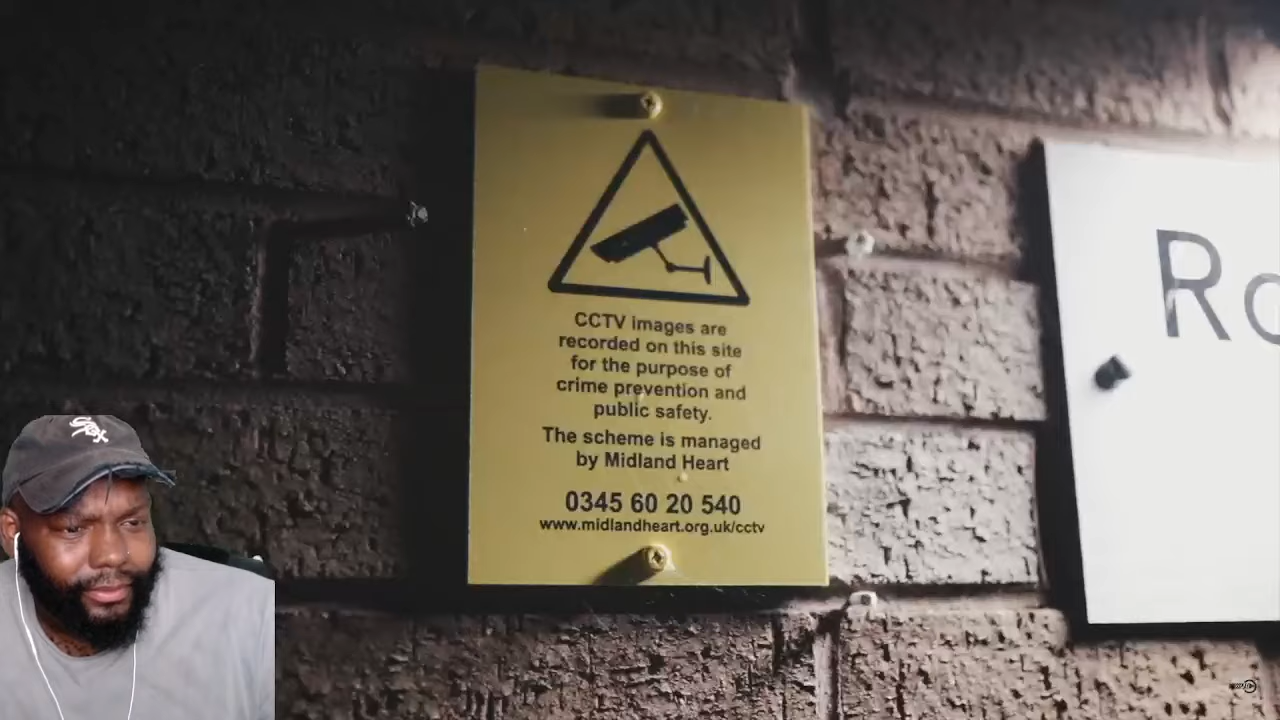 CCTV images are
recorded on this site
for the purpose of
crime prevention and
public safety.
The scheme is managed
by Midland Heart
0345 60 20 540
www.midlandheart.org.uk/cctv